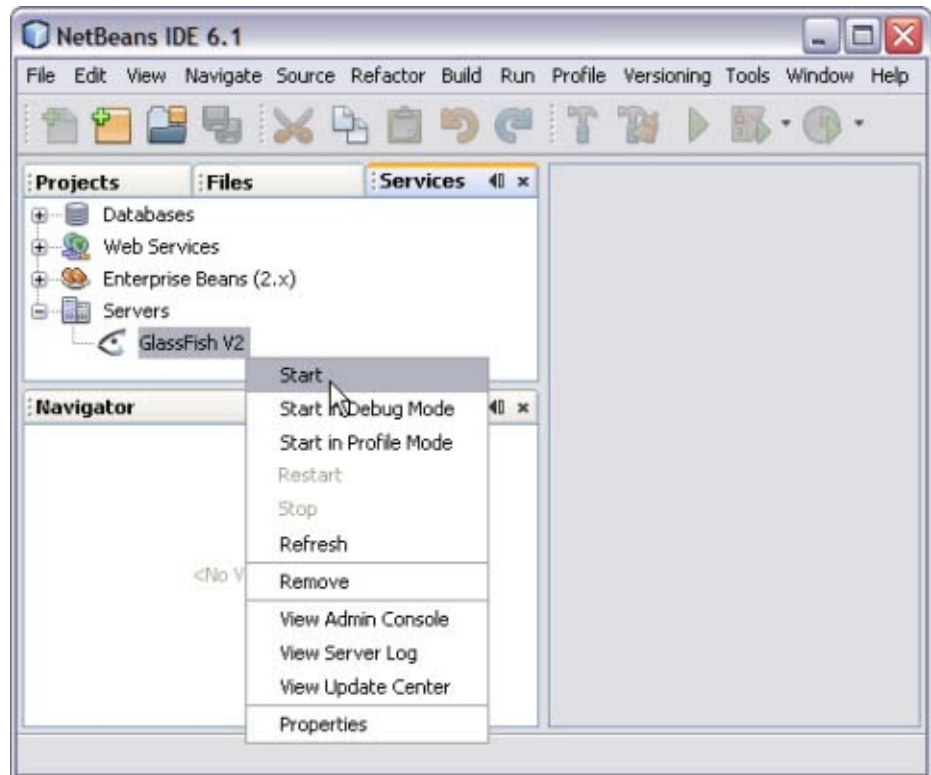 NetBeans IDE 6.1
File Edit View Navigate Source Refactor Build Run Profile Versioning Tools Window Help
Projects Files Services
Databases
Web Services
Enterprise Beans (2.x)
Servers
GlassFish V2
Start
Navigator
Start in Debug Mode
Start in Profile Mode
Restart
Stop
Refresh
<No V
Remove
View Admin Console
View Server Log
View Update Center
Properties